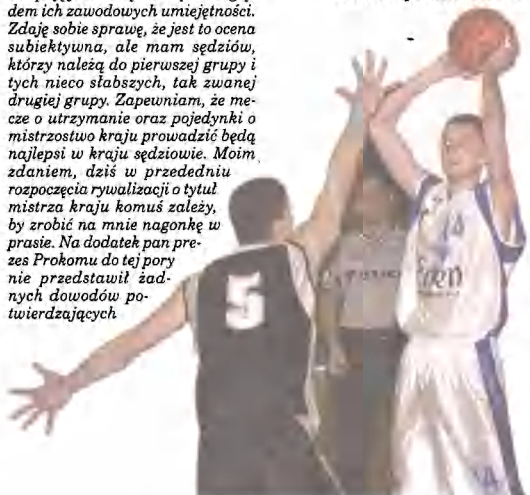 dem ich zawodowych umiejętności.
Zdaję sobie sprawę, że jest to ocena
subiektywna, ale mam sędziów,
którzy należą do pierwszej grupy i
tych nieco słabszych, tak zwanej
drugiej grupy. Zapewniam, że me-
cze o utrzymanie oraz pojedynki o
mistrzostwo kraju prowadzić będą
najlepsi w kraju sędziowie. Moim
zdaniem, dziś w przededniu
rozpoczęcia rywalizacji o tytuł
mistrza kraju komuś zależy,
by zrobić na mnie nagonkę w
prasie. Na dodatek pan pre-
zes Prokomu do tej pory
nie przedstawił żad-
nych dowodów po-
twierdzających
5
14
14